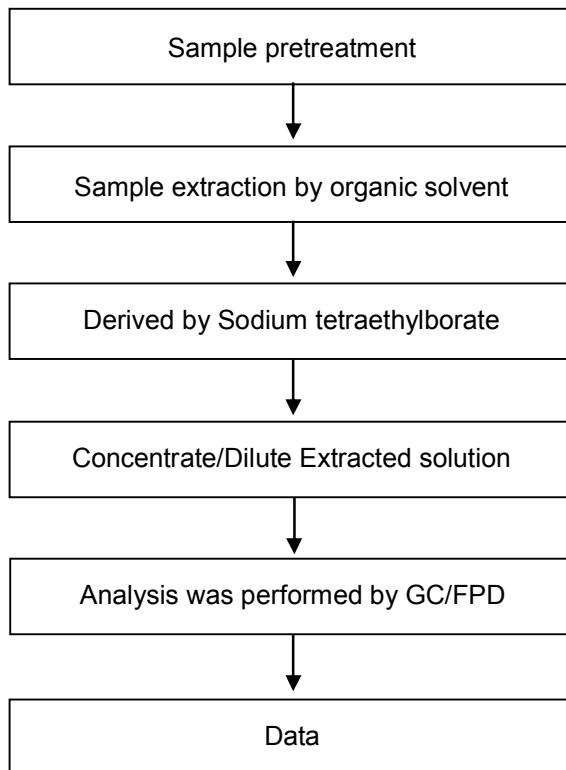 Sample pretreatment
Sample extraction by organic solvent
Derived by Sodium tetraethylborate
Concentrate/Dilute Extracted solution
Analysis was performed by GC/FPD
Data